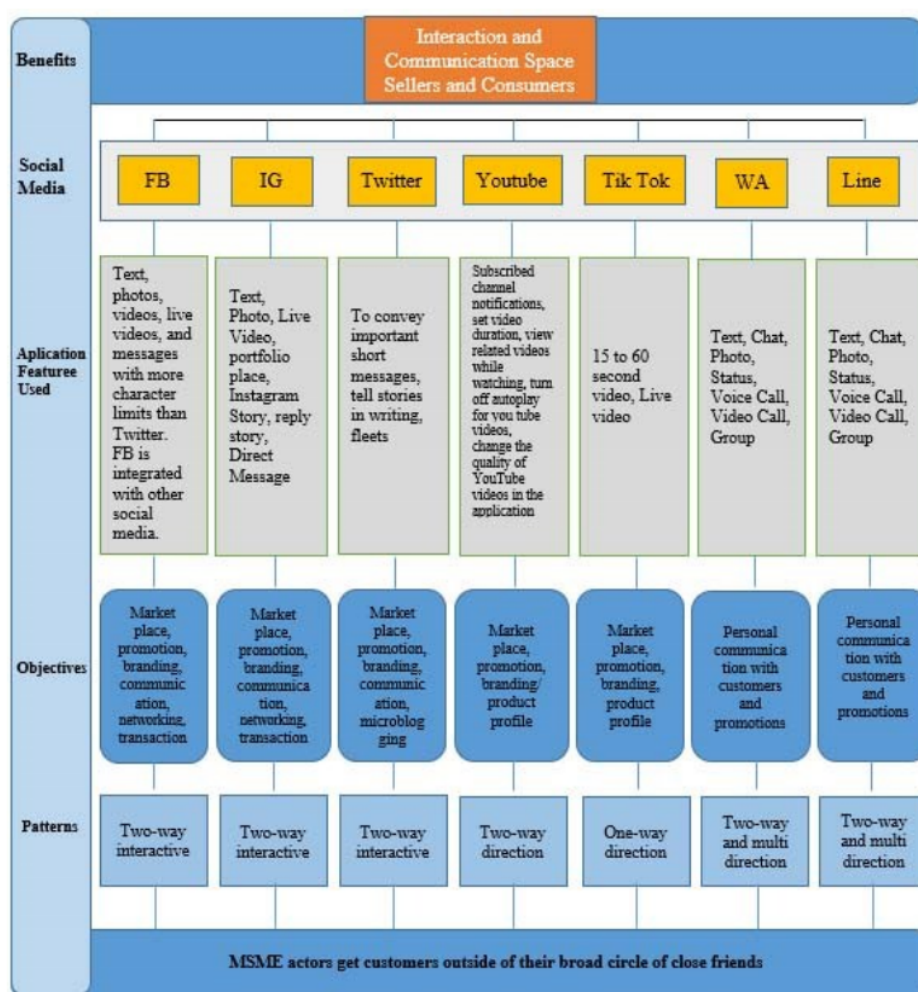 Benefits
Interaction and
Communication Space
Sellers and Consumers
Social
Media
FB
IG
Twitter
Youtube
Tik Tok
WA
Line
Aplication
Featuree
Used
Text,
photos,
videos, live
videos, and
messages
with more
character
limits than
Twitter.
FB is
integrated
with other
social
media.
Text,
Photo, Live
Video,
portfolio
place,
Instagram
Story, reply
story,
Direct
Message
To convey
important
short
messages,
tell stories
in writing,
fleets
Subscribed
channel
notifications,
set video
duration, view
related videos
while
watching, turn
off autoplay
for you tube
videos,
change the
quality of
YouTube
videos in the
application
15 to 60
second
video, Live
video
Text, Chat,
Photo,
Status,
Voice Call,
Video Call,
Group
Text, Chat,
Photo,
Status,
Voice Call,
Video Call,
Group
Objectives
Market
place,
promotion,
branding,
communic
ation,
networking,
transaction
Market
place,
promotion,
branding,
communica
tion,
networking,
transaction
Market
place,
promotion,
branding,
communic
ation,
microblog
ging
Market
place,
promotion,
branding/
product
profile
Market
place,
promotion,
branding,
product
profile
Personal
communica
tion with
customers
and
promotions
Personal
communica
tion with
customers
and
promotions
Patterns
Two-way
interactive
Two-way
interactive
Two-way
interactive
Two-way
direction
One-way
direction
Two-way
and multi
direction
Two-way
and multi
direction
MSME actors get customers outside of their broad circle of close friends